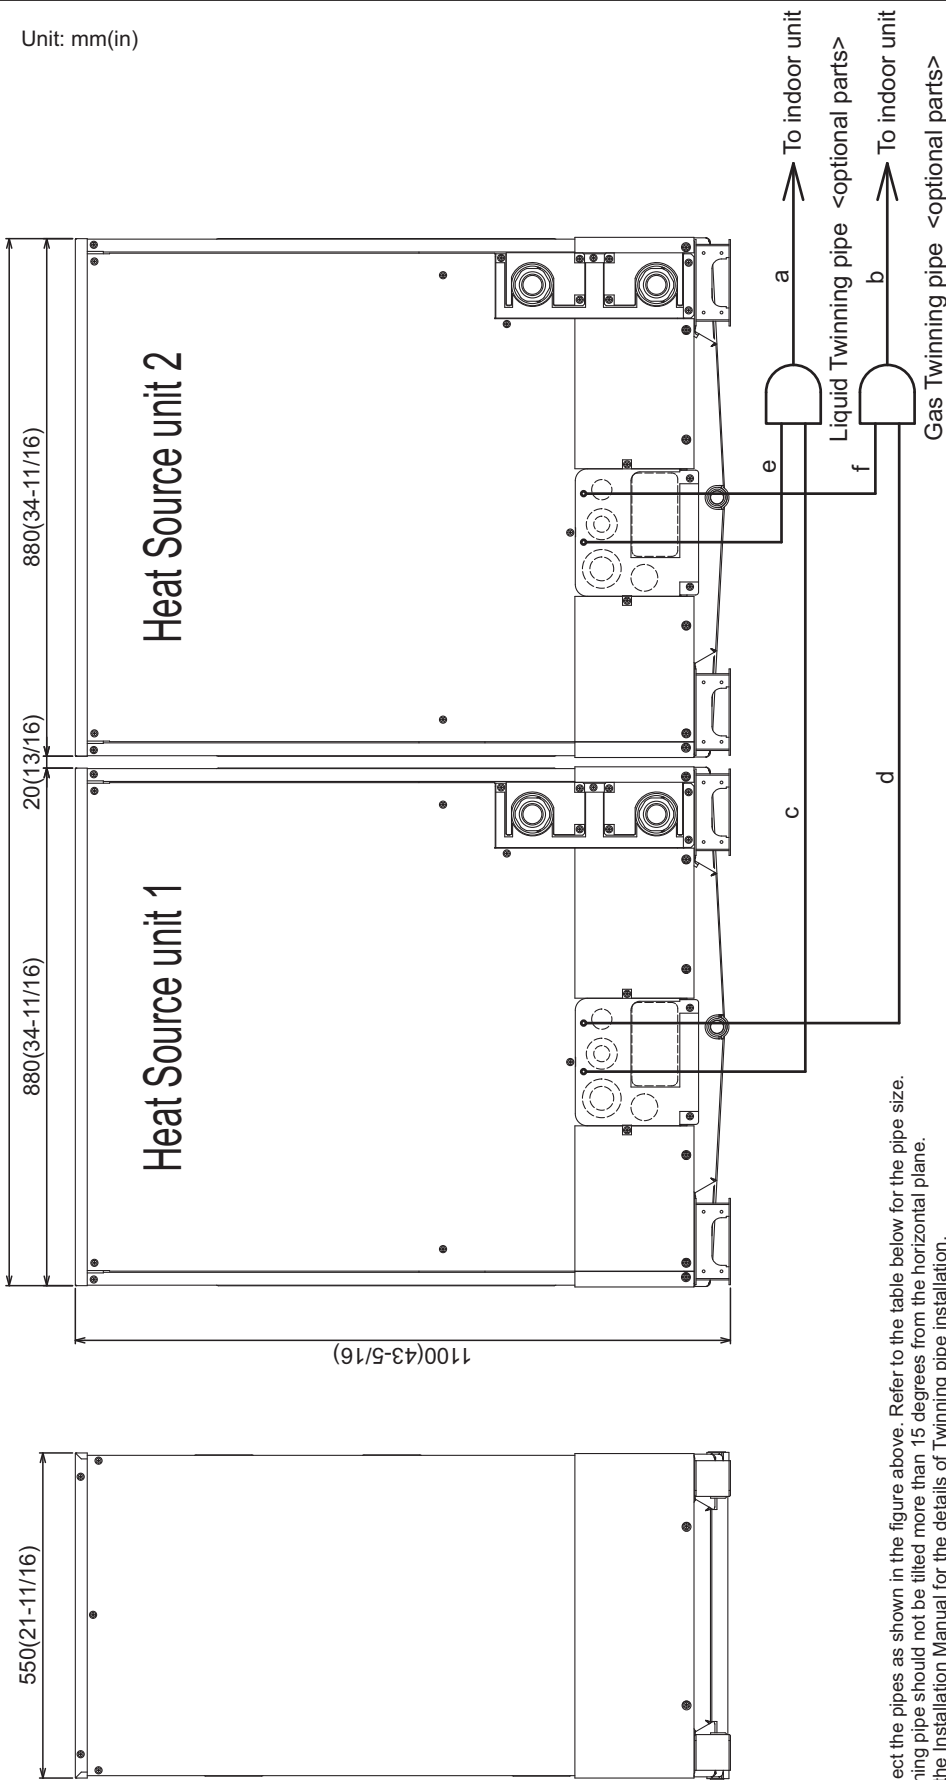 Unit: mm(in)
550(21-11/16)
1100(43-5/16)
880(34-11/16)
20(13/16)
880(34-11/16)
Heat Source unit 1
Heat Source unit 2
a
To indoor unit
e
Liquid Twinning pipe <optional parts>
c
b
To indoor unit
f
Gas Twinning pipe <optional parts>
d
the pipes as shown in the figure above. Refer to the table below for the pipe size.
pipe should not be tilted more than 15 degrees from the horizontal plane.
the Installation Manual for the details of Twinning pipe installation.